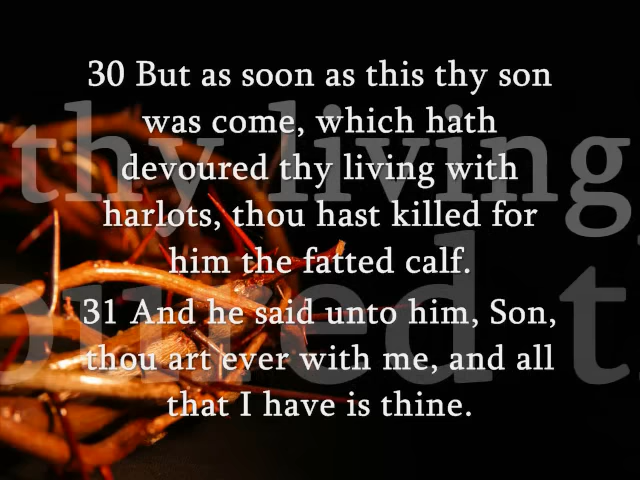 30 But as soon as this thy son
was come, which hath
devoured thy living with
harlots, thou hast killed for
him the fatted calf.
31 And he said unto him, Son,
thou art ever with me, and all
that I have is thine.
thy living,